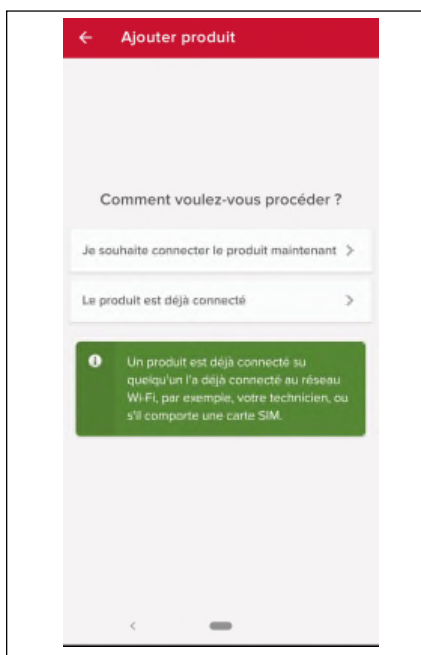 Ajouter produit
Comment voulez-vous procéder ?
Je souhaite connecter le produit maintenant
Le produit est déjà connecté
Un produit est déjà connecté su
quelqu'un l'a déjà connecté au réseau
Wi-Fi, par exemple, votre technicien, ou
s'il comporte une carte SIM.